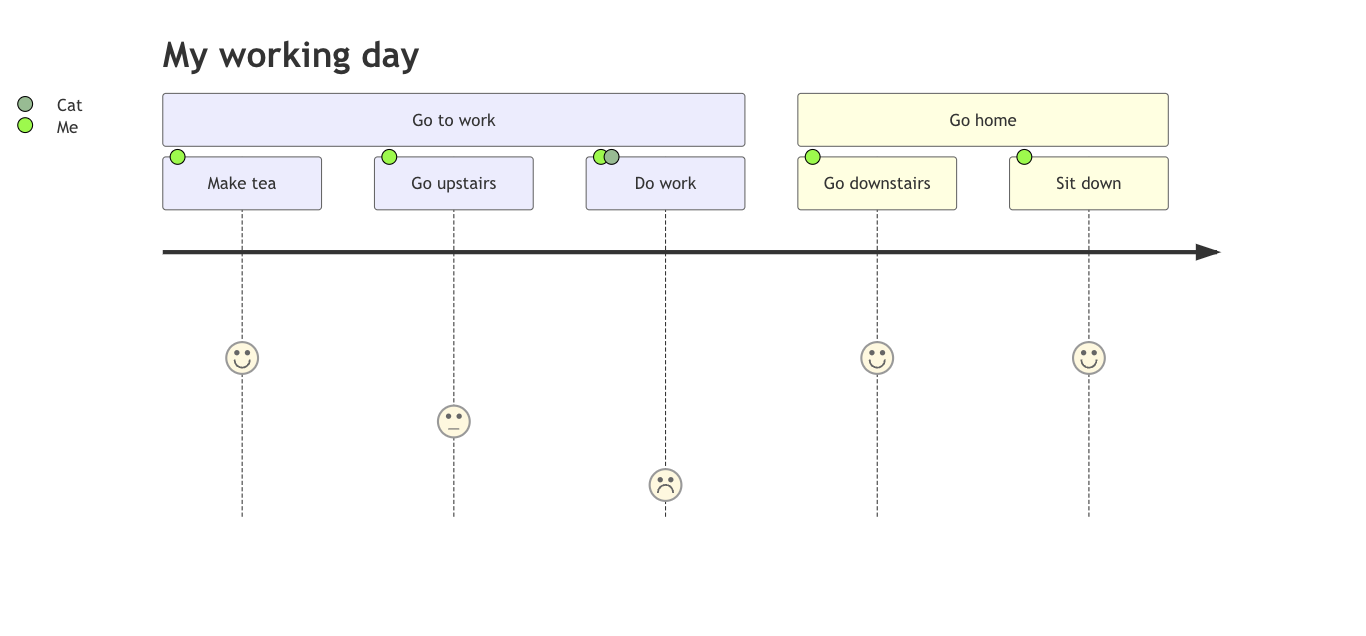 My working day
Cat
Me
Go to work
Go home
Make tea
Go upstairs
Do work
Go downstairs
Sit down